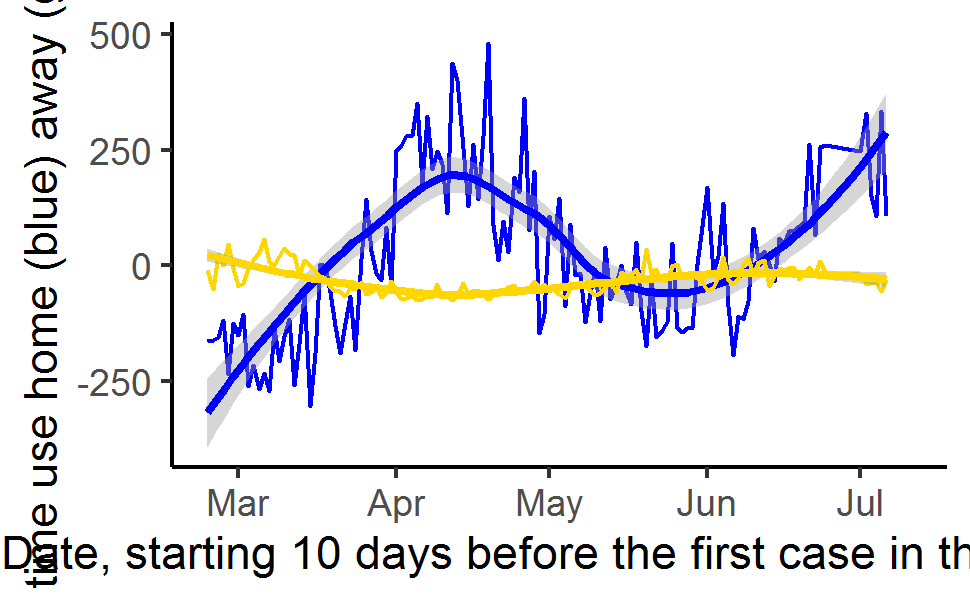 time use home (blue) away (
500
250
0
-250
Mar Apr May Jun Jul
Date, starting 10 days before the first case in th